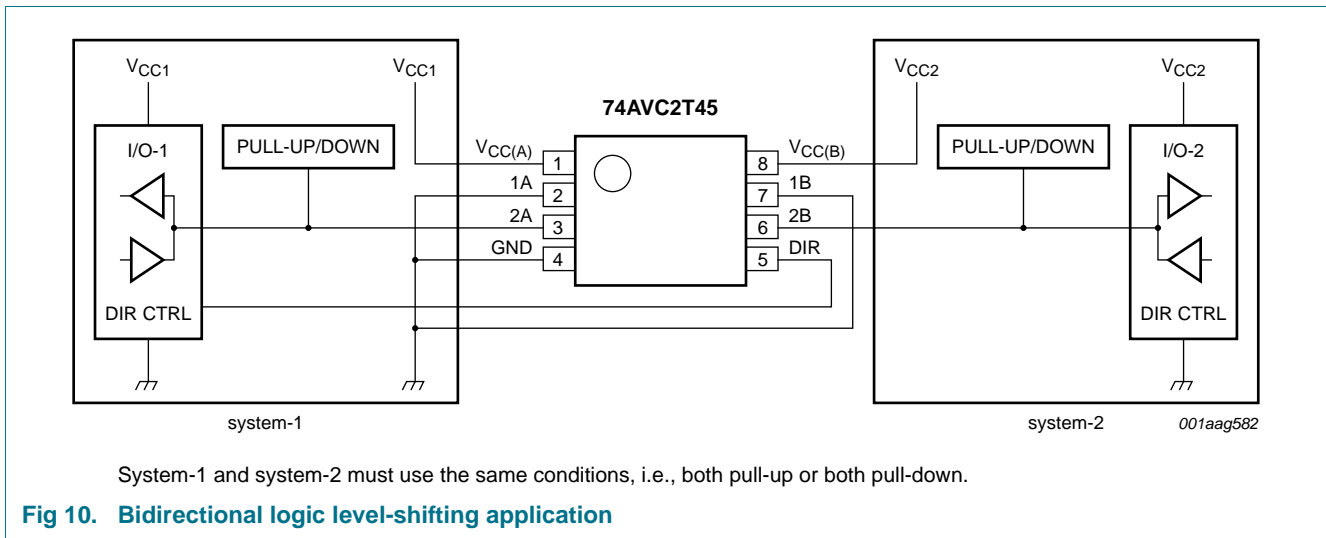 VCC1
VCC1
I/O-1
PULL-UP/DOWN
DIR CTRL
system-1
74AVC2T45
VCC(A)
1
1A
2
2A
3
GND
4
VCC(B)
8
1B
7
2B
6
DIR
5
VCC2
VCC2
PULL-UP/DOWN
I/O-2
DIR CTRL
system-2
001aag582
System-1 and system-2 must use the same conditions, i.e., both pull-up or both pull-down.
Fig 10. Bidirectional logic level-shifting application